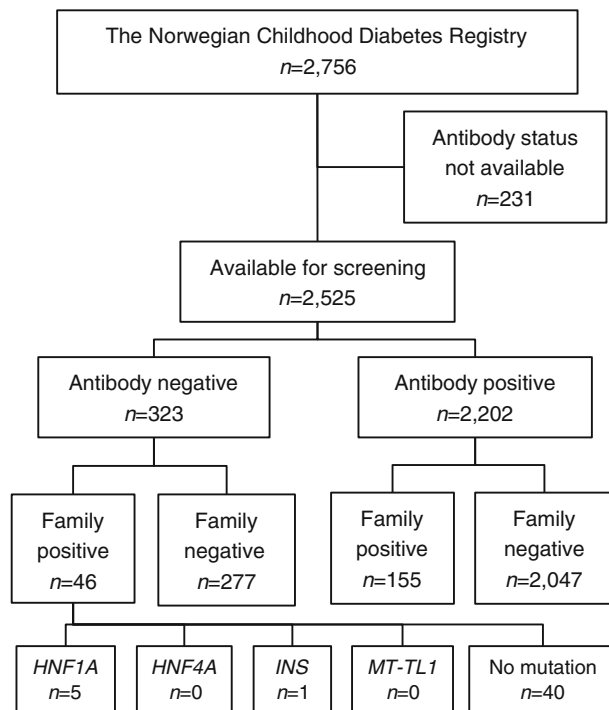 The Norwegian Childhood Diabetes Registry
n=2,756
Antibody status
not available
n=231
Available for screening
n=2,525
Antibody negative
n=323
Antibody positive
n=2,202
Family
positive
n=46
Family
negative
n=277
Family
positive
n=155
Family
negative
n=2,047
HNF1A
n=5
HNF4A
n=0
INS
n=1
MT-TL1
n=0
No mutation
n=40